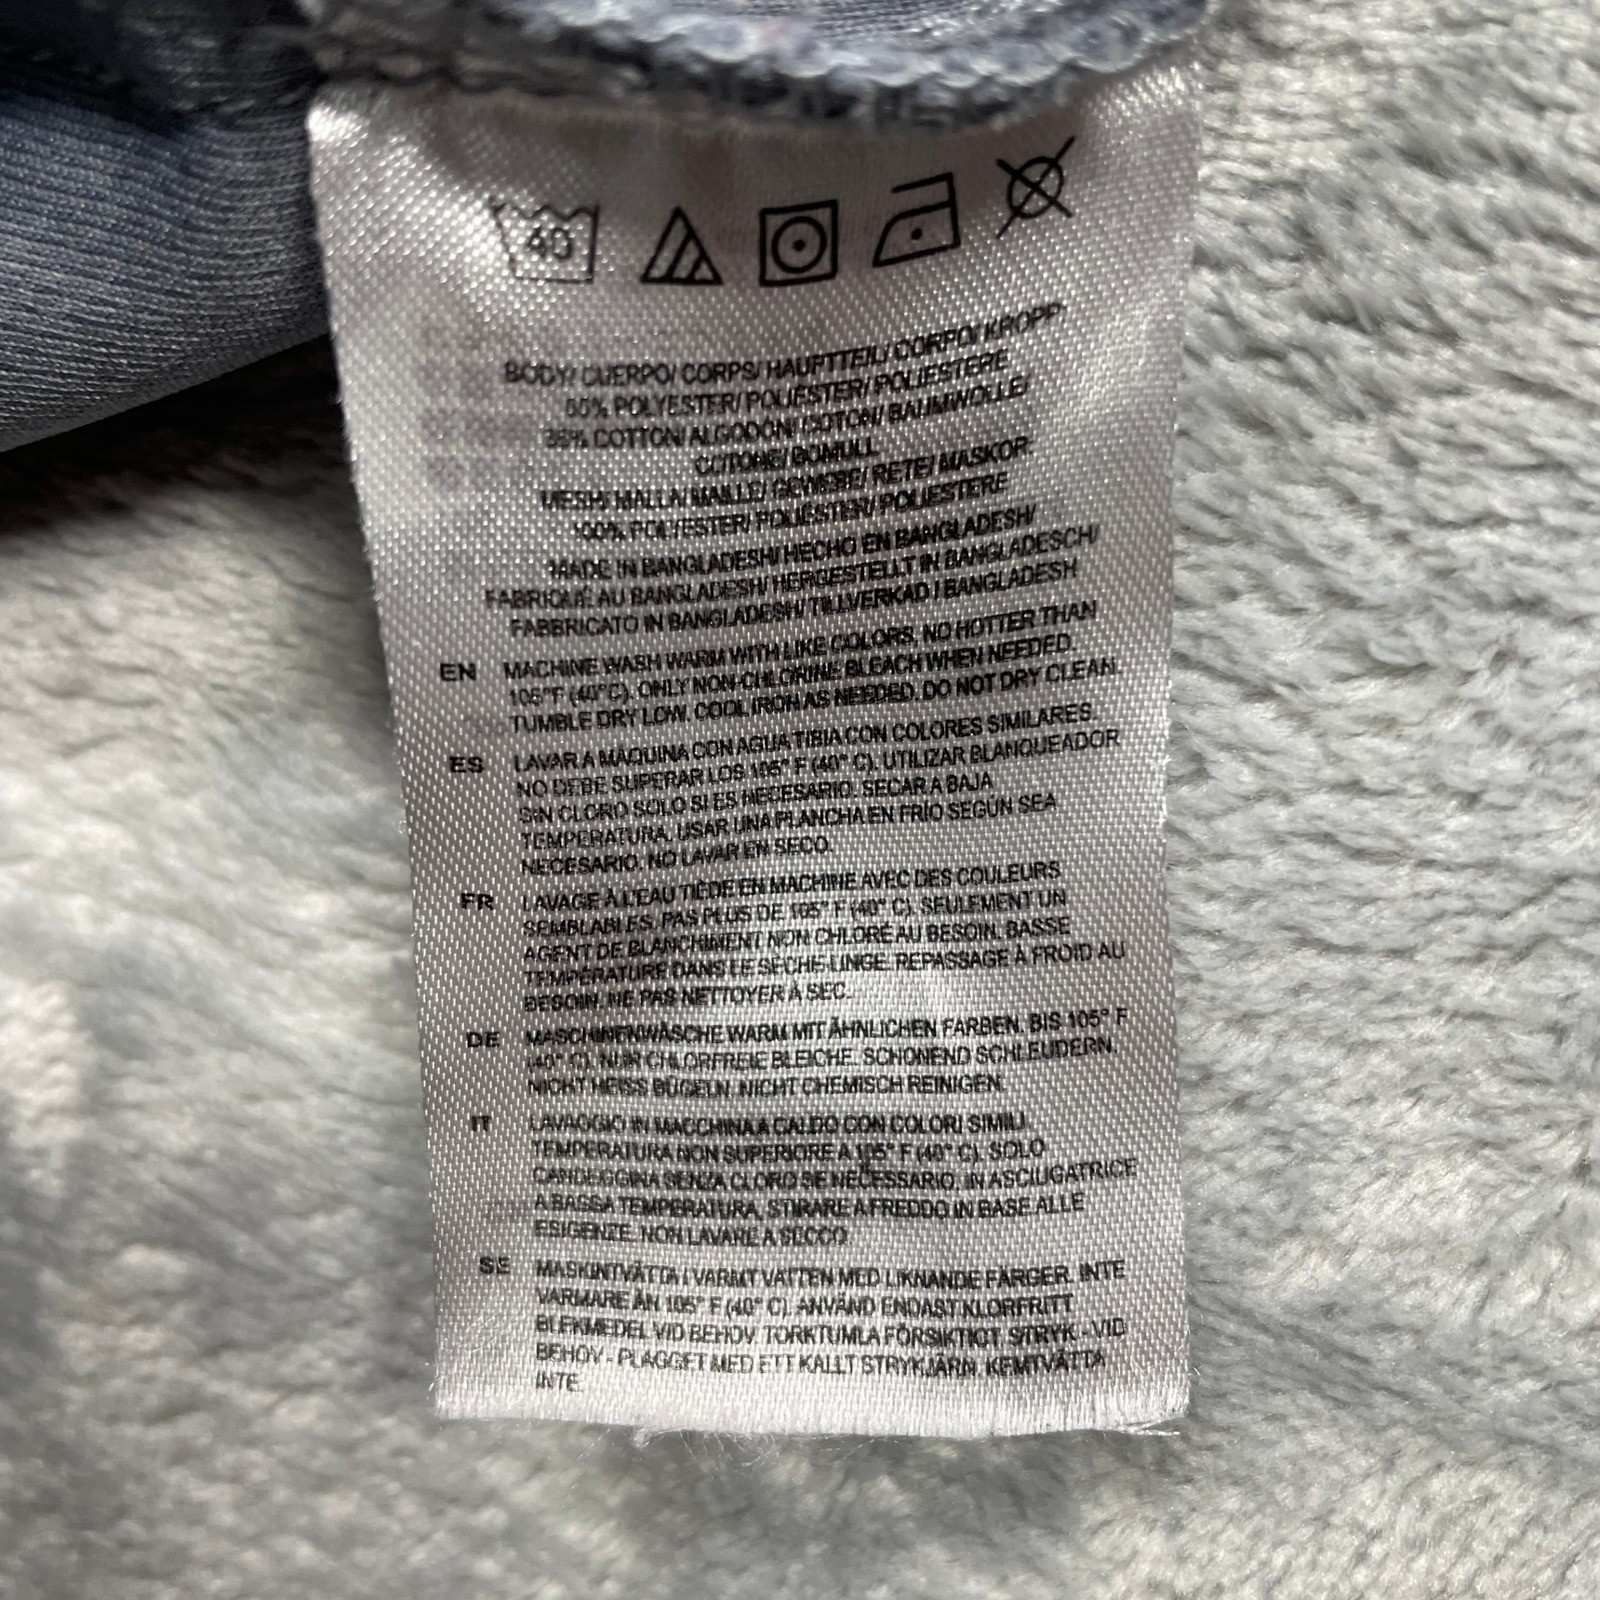 40
BODY/ CUERPO/ CORPS/ HAUPTTEIL/ CORPO/ KROPP:
65% POLYESTER/ POLIÉSTER/ POLIESTERE
35% COTTON/ ALGODÓN/ COTON/ BAUMWOLLE/
COTONE/ BOMULL
MESH/ MALLA/ MAILLE/ GEWEBE/ RETE/ MASKOR:
100% POLYESTER/ POLIÉSTER/ POLIESTERE
MADE IN BANGLADESH/ HECHO EN BANGLADESH/
FABRIQUÉ AU BANGLADESH/ HERGESTELLT IN BANGLADESCH/
FABBRICATO IN BANGLADESH/ TILLVERKAD I BANGLADESH
EN MACHINE WASH WARM WITH LIKE COLORS. NO HOTTER THAN
105°F (40°C). ONLY NON-CHLORINE BLEACH WHEN NEEDED.
TUMBLE DRY LOW. COOL IRON AS NEEDED. DO NOT DRY CLEAN.
ES LAVAR A MÁQUINA CON AGUA TIBIA CON COLORES SIMILARES.
NO DEBE SUPERAR LOS 105° F (40° C). UTILIZAR BLANQUEADOR
SIN CLORO SOLO SI ES NECESARIO. SECAR A BAJA
TEMPERATURA. USAR UNA PLANCHA EN FRÍO SEGÚN SEA
NECESARIO. NO LAVAR EN SECO.
FR LAVAGE À L'EAU TIÈDE EN MACHINE AVEC DES COULEURS
SEMBLABLES. PAS PLUS DE 105° F (40° C). SEULEMENT UN
AGENT DE BLANCHIMENT NON CHLORÉ AU BESOIN. BASSE
TEMPÉRATURE DANS LE SÈCHE-LINGE. REPASSAGE À FROID AU
BESOIN. NE PAS NETTOYER À SEC.
DE MASCHINENWÄSCHE WARM MIT ÄHNLICHEN FARBEN. BIS 105° F
(40° C). NUR CHLORFREIE BLEICHE. SCHONEND SCHLEUDERN.
NICHT HEISS BÜGELN. NICHT CHEMISCH REINIGEN.
IT LAVAGGIO IN MACCHINA A CALDO CON COLORI SIMILI.
TEMPERATURA NON SUPERIORE A 105° F (40° C). SOLO
CANDEGGINA SENZA CLORO SE NECESSARIO. IN ASCIUGATRICE
A BASSA TEMPERATURA, STIRARE A FREDDO IN BASE ALLE
ESIGENZE. NON LAVARE A SECCO.
SE MASKINTVÄTTA I VARMT VATTEN MED LIKNANDE FÄRGER. INTE
VARMARE ÄN 105° F (40° C). ANVÄND ENDAST KLORFRITT
BLEKMEDEL VID BEHOV. TORKTUMLA FÖRSIKTIGT. STRYK - VID
BEHOV - PLAGGET MED ETT KALLT STRYKJÄRN. KEMTVÄTTA
INTE.